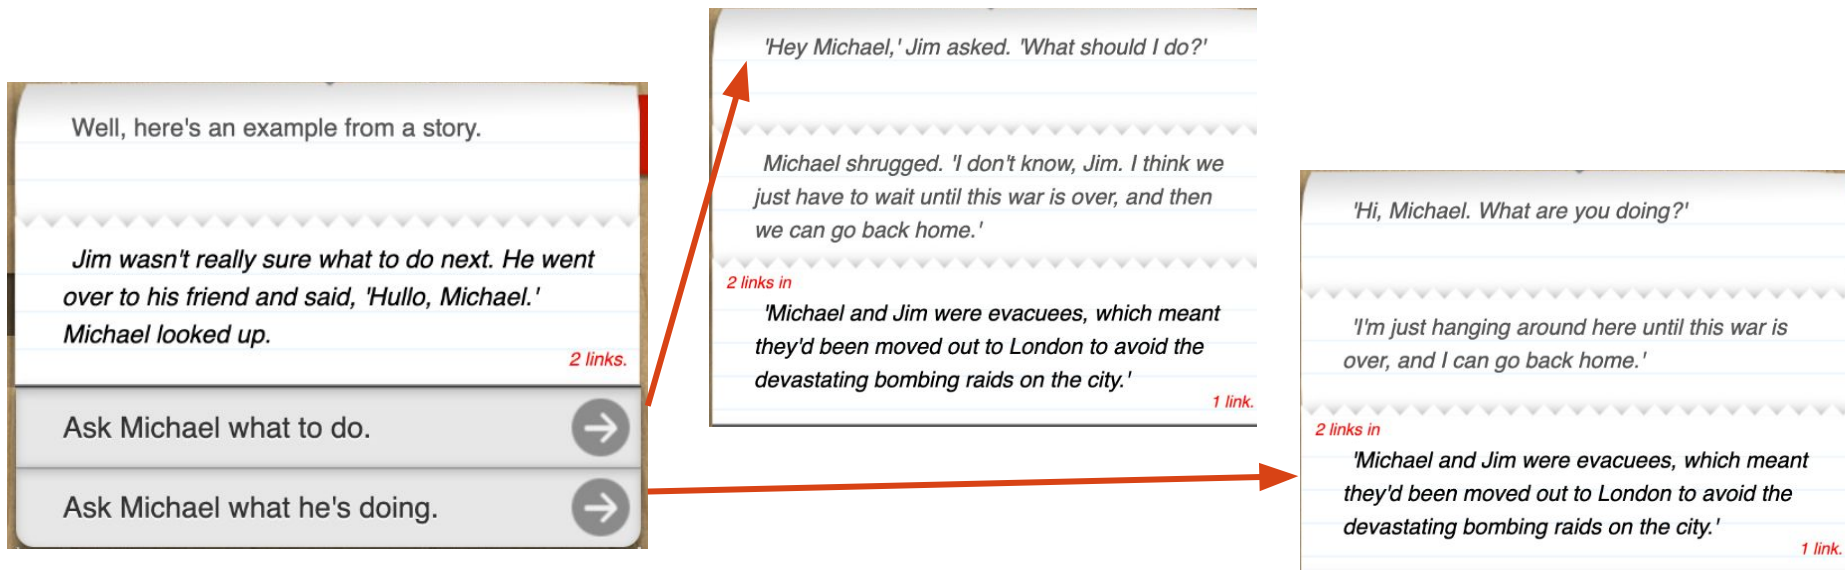 Well, here's an example from a story.
Jim wasn't really sure what to do next. He went
over to his friend and said, 'Hullo, Michael.'
Michael looked up.
2 links.
Ask Michael what to do.
Ask Michael what he's doing.
'Hey Michael,' Jim asked. 'What should I do?'
Michael shrugged. 'I don't know, Jim. I think we
just have to wait until this war is over, and then
we can go back home.'
2 links in
'Michael and Jim were evacuees, which meant
they'd been moved out to London to avoid the
devastating bombing raids on the city.'
1 link.
'Hi, Michael. What are you doing?'
'I'm just hanging around here until this war is
over, and I can go back home.'
2 links in
'Michael and Jim were evacuees, which meant
they'd been moved out to London to avoid the
devastating bombing raids on the city.'
1 link.